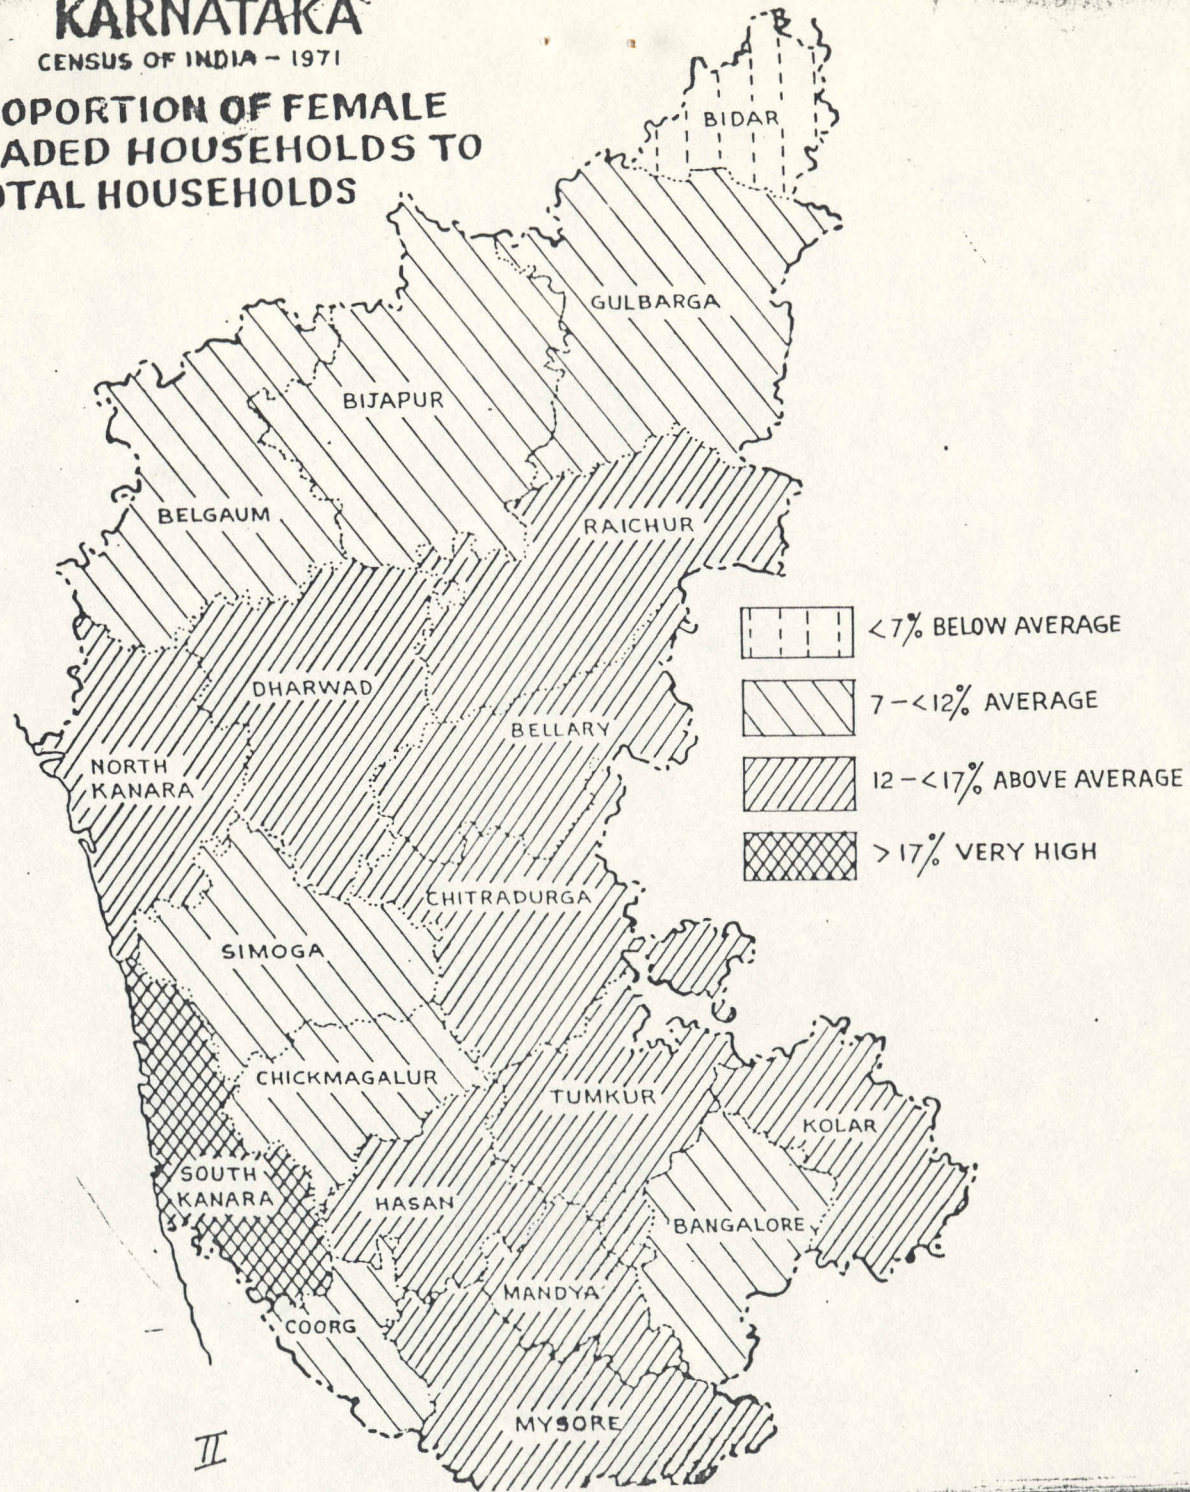 KARNATAKA
CENSUS OF INDIA - 1971
OPORTION OF FEMALE
ADED HOUSEHOLDS TO
OTAL HOUSEHOLDS
BIDAR
GULBARGA
BIJAPUR
BELGAUM
RAICHUR
<7% BELOW AVERAGE
7-<12% AVERAGE
12-<17% ABOVE AVERAGE
>17% VERY HIGH
DHARWAD
BELLARY
NORTH
KANARA
CHITRADURGA
SIMOGA
CHICKMAGALUR
TUMKUR
KOLAR
SOUTH
KANARA
HASAN
BANGALORE
MANDYA
COORG
MYSORE
II